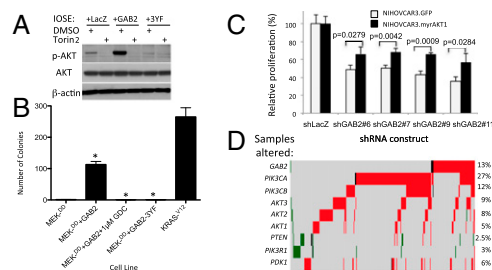 A
IOSE: +LacZ +GAB2 +3YF
DMSO + + +
Torin2 + + +
p-AKT
AKT
β-actin
B
Number of Colonies
300
200
100
0
*
*
*
MEK-DD
MEK-DD+GAB2
MEK-DD+GAB2+1μM GDC
MEK-DD+GAB2-3YF
KRAS-V12
Cell Line
C
NIHOVCAR3.GFP
NIHOVCAR3.myrAKT1
Relative proliferation (%)
100
80
60
40
20
0
p=0.0279
p=0.0042
p=0.0009
p=0.0284
shLacZ shGAB2#6 shGAB2#7 shGAB2#9 shGAB2#11
shRNA construct
D
Samples altered:
GAB2 13%
PIK3CA 27%
PIK3CB 12%
AKT3 9%
AKT2 8%
AKT1 5%
PTEN 2.5%
PIK3R1 3%
PDK1 6%